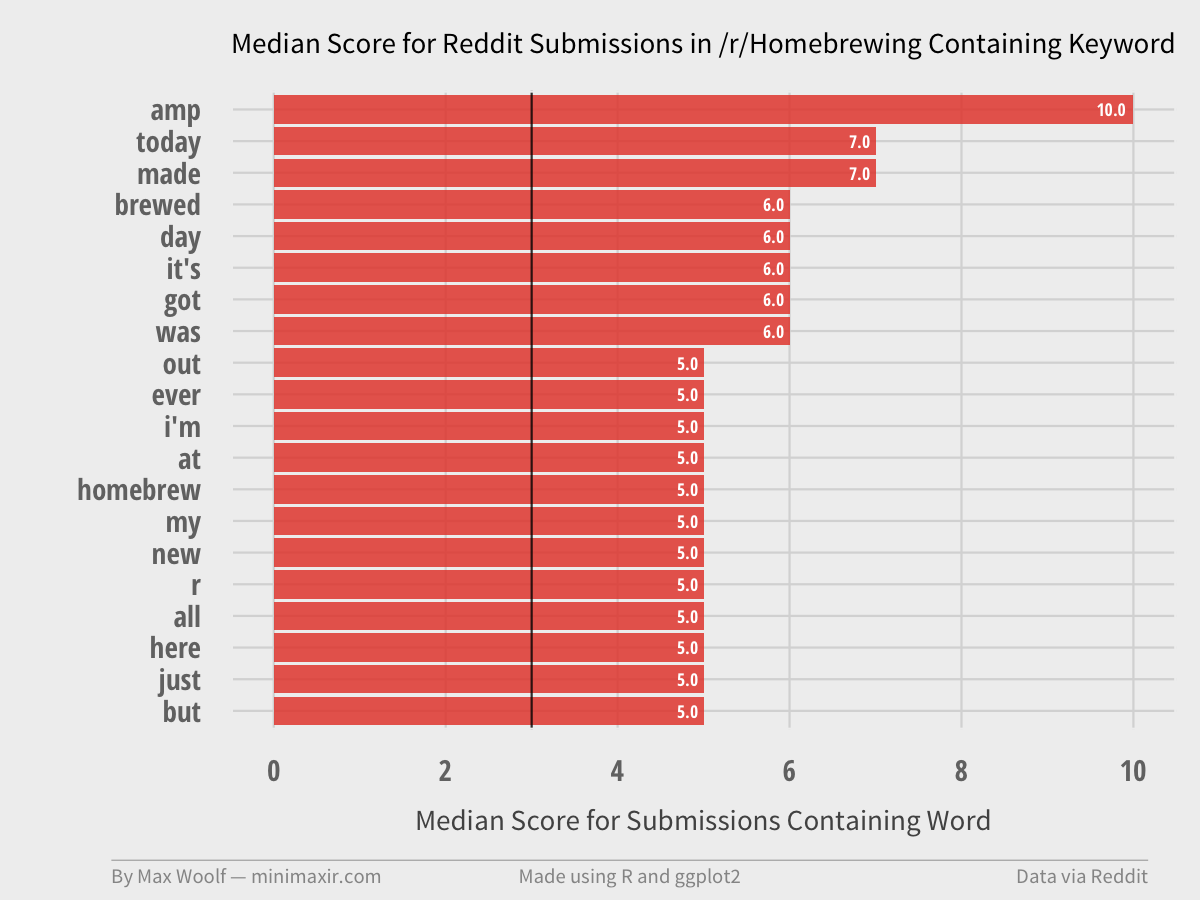 Median Score for Reddit Submissions in /r/Homebrewing Containing Keyword
amp 10.0
today 7.0
made 7.0
brewed 6.0
day 6.0
it's 6.0
got 6.0
was 6.0
out 5.0
ever 5.0
i'm 5.0
at 5.0
homebrew 5.0
my 5.0
new 5.0
r 5.0
all 5.0
here 5.0
just 5.0
but 5.0
0 2 4 6 8 10
Median Score for Submissions Containing Word
By Max Woolf — minimaxir.com Made using R and ggplot2 Data via Reddit